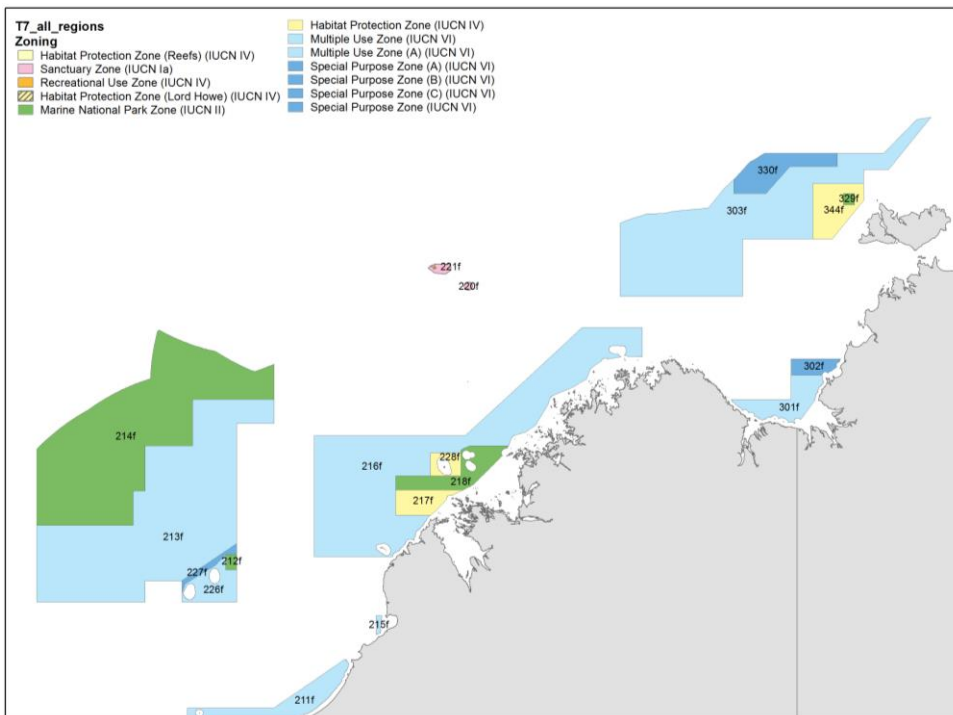 T7_all_regions
Zoning
Habitat Protection Zone (Reefs) (IUCN IV)
Sanctuary Zone (IUCN Ia)
Recreational Use Zone (IUCN IV)
Habitat Protection Zone (Lord Howe) (IUCN IV)
Marine National Park Zone (IUCN II)
Habitat Protection Zone (IUCN IV)
Multiple Use Zone (IUCN VI)
Multiple Use Zone (A) (IUCN VI)
Special Purpose Zone (A) (IUCN VI)
Special Purpose Zone (B) (IUCN VI)
Special Purpose Zone (C) (IUCN VI)
Special Purpose Zone (IUCN VI)
330f
329f
303f
344f
221f
220f
302f
301f
214f
228f
216f
218f
217f
213f
212f
227f
226f
215f
211f